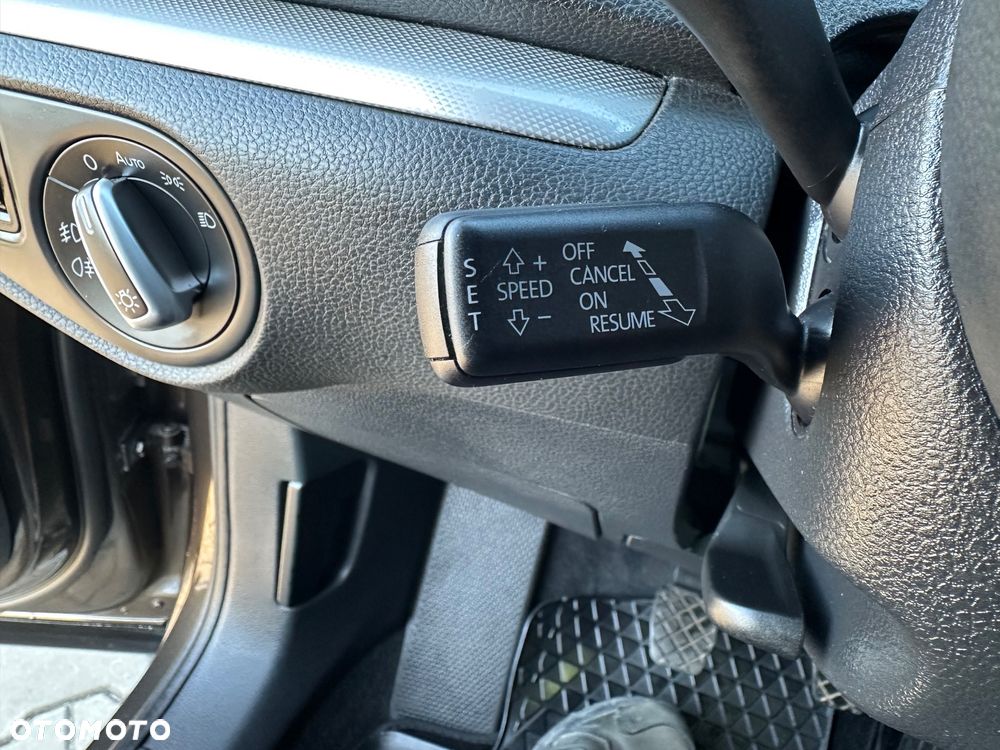 O
AUTO
S
E
T
+
SPEED
−
OFF
CANCEL
ON
RESUME
OTOMOTO